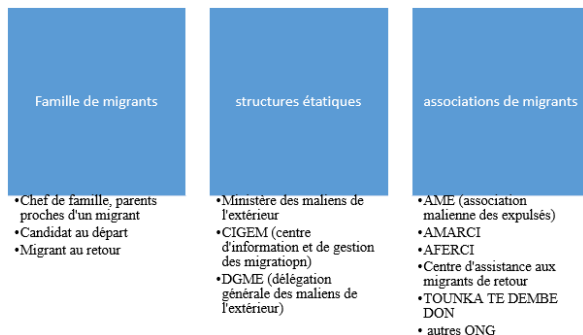 Famille de migrants
•Chef de famille, parents
proches d'un migrant
•Candidat au départ
•Migrant au retour
structures étatiques
•Ministère des maliens de
l'extérieur
•CIGEM (centre
d'information et de gestion
des migratiopn)
•DGME (délégation
générale des maliens de
l'extérieur)
associations de migrants
•AME (association
malienne des expulsés)
•AMARCI
•AFERCI
•Centre d'assistance aux
migrants de retour
•TOUNKA TE DEMBE
DON
• autres ONG